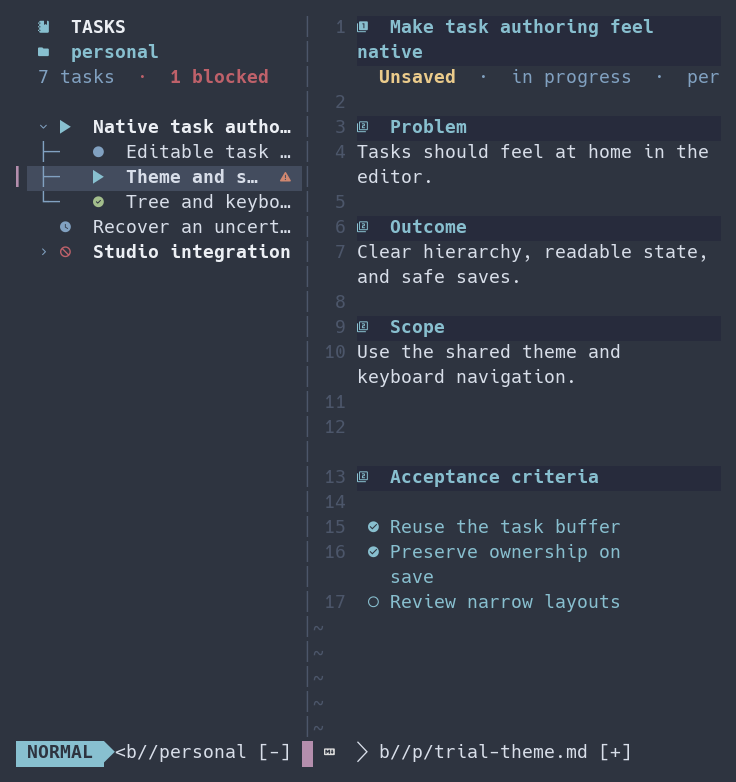 TASKS
personal
7 tasks · 1 blocked
Native task autho…
Editable task …
Theme and s…
Tree and keybo…
Recover an uncert…
Studio integration
1 Make task authoring feel
native
Unsaved · in progress · per
2
3 Problem
4 Tasks should feel at home in the
editor.
5
6 Outcome
7 Clear hierarchy, readable state,
and safe saves.
8
9 Scope
10 Use the shared theme and
keyboard navigation.
11
12
13 Acceptance criteria
14
15 Reuse the task buffer
16 Preserve ownership on
save
17 Review narrow layouts
~
~
~
~
~
NORMAL <b//personal [-] b//p/trial-theme.md [+]